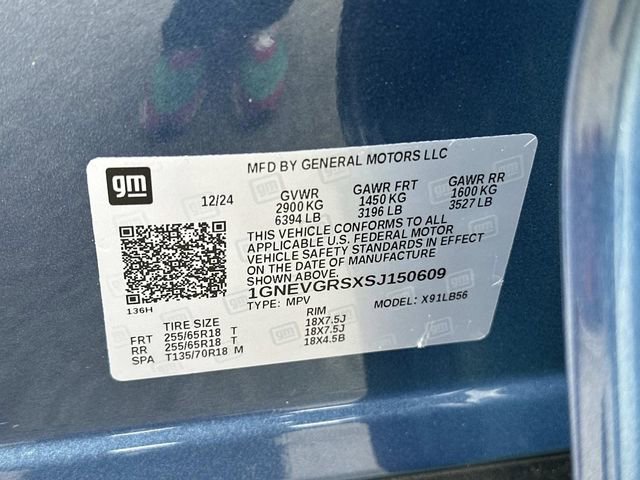 gm
MFD BY GENERAL MOTORS LLC
12/24 GVWR GAWR FRT GAWR RR
2900 KG 1450 KG 1600 KG
6394 LB 3196 LB 3527 LB
THIS VEHICLE CONFORMS TO ALL
APPLICABLE U.S. FEDERAL MOTOR
VEHICLE SAFETY STANDARDS IN EFFECT
ON THE DATE OF MANUFACTURE
SHOWN ABOVE.
1GNEVGRSXSJ150609
136H TYPE: MPV MODEL: X91LB56
TIRE SIZE RIM
FRT 255/65R18 T 18X7.5J
RR 255/65R18 T 18X7.5J
SPA T135/70R18 M 18X4.5B